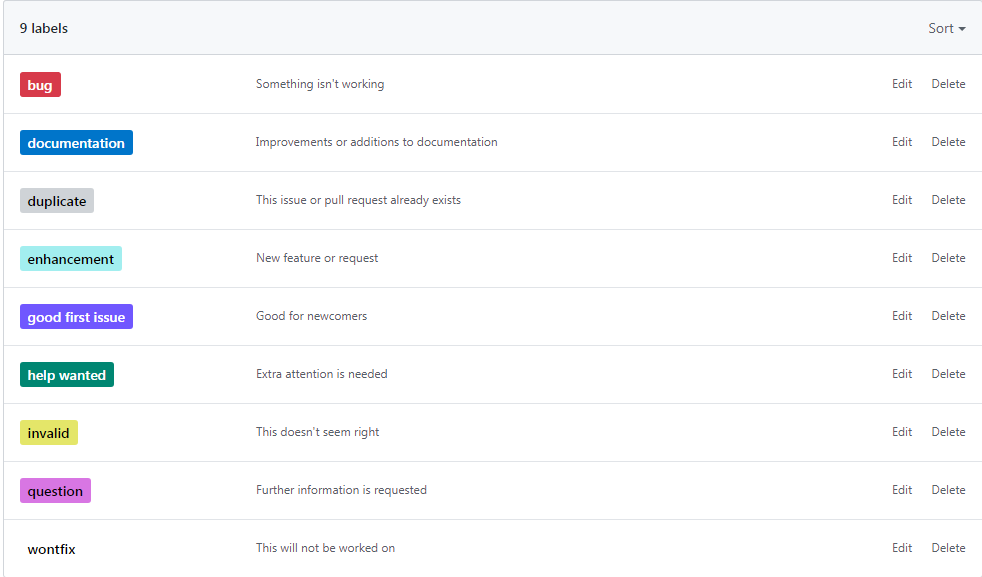 9 labels Sort
bug Something isn't working Edit Delete
documentation Improvements or additions to documentation Edit Delete
duplicate This issue or pull request already exists Edit Delete
enhancement New feature or request Edit Delete
good first issue Good for newcomers Edit Delete
help wanted Extra attention is needed Edit Delete
invalid This doesn't seem right Edit Delete
question Further information is requested Edit Delete
wontfix This will not be worked on Edit Delete